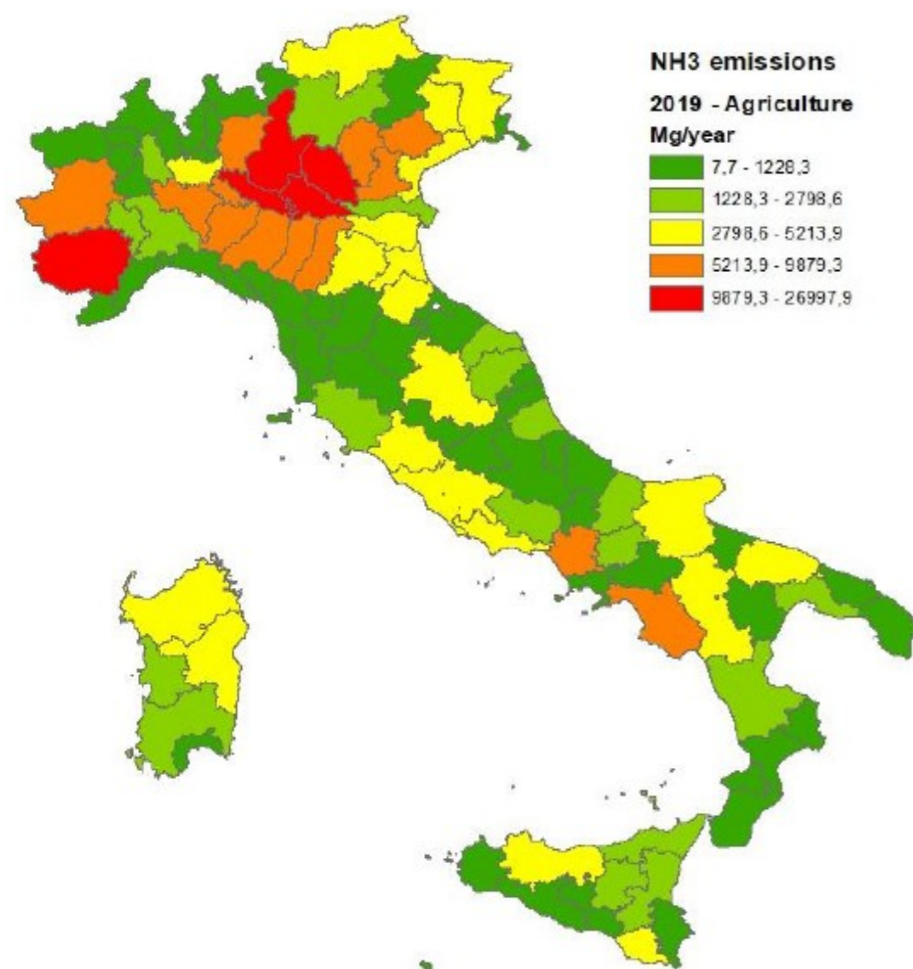 NH3 emissions
2019 - Agriculture
Mg/year
7,7 - 1228,3
1228,3 - 2798,6
2798,6 - 5213,9
5213,9 - 9879,3
9879,3 - 26997,9